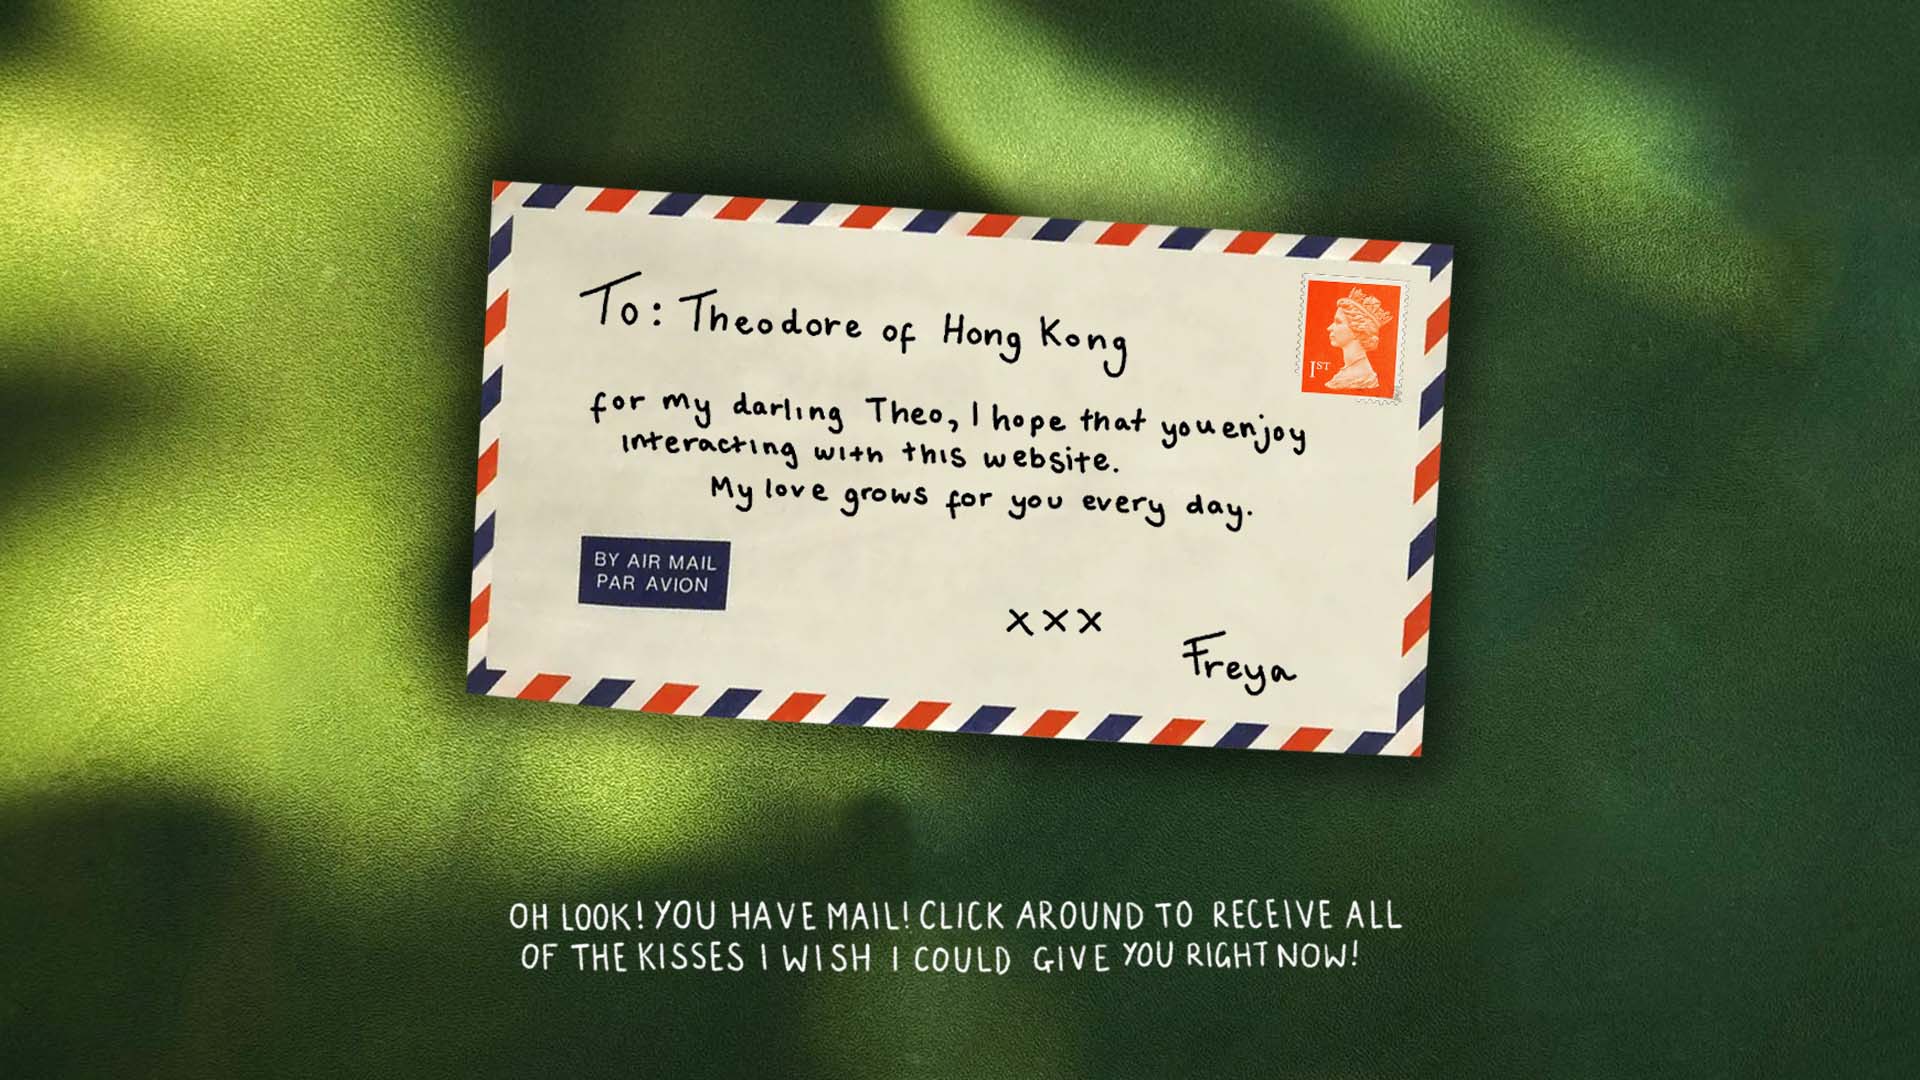 To: Theodore of Hong Kong
1ST
for my darling Theo, I hope that you enjoy
interacting with this website.
My love grows for you every day.
BY AIR MAIL
PAR AVION
xxx
Freya
OH LOOK! YOU HAVE MAIL! CLICK AROUND TO RECEIVE ALL
OF THE KISSES I WISH I COULD GIVE YOU RIGHT NOW!